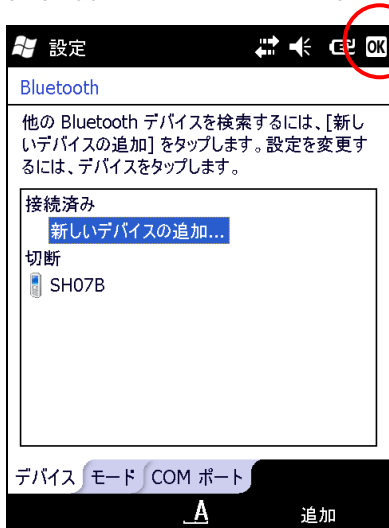 設定
OK
Bluetooth
他の Bluetooth デバイスを検索するには、[新し
いデバイスの追加] をタップします。設定を変更す
るには、デバイスをタップします。
接続済み
新しいデバイスの追加...
切断
SH07B
デバイス モード COM ポート
A 追加